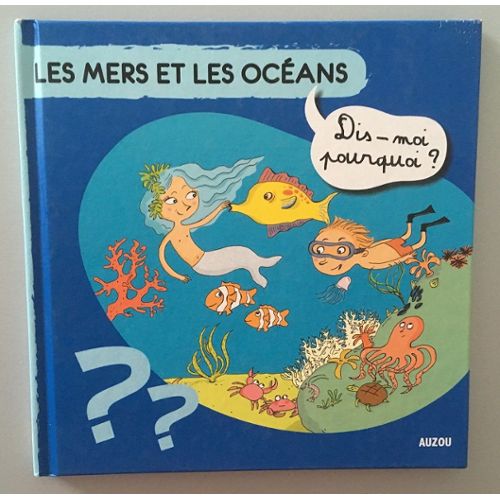 LES MERS ET LES OCÉANS
Dis-moi
pourquoi?
??
AUZOU